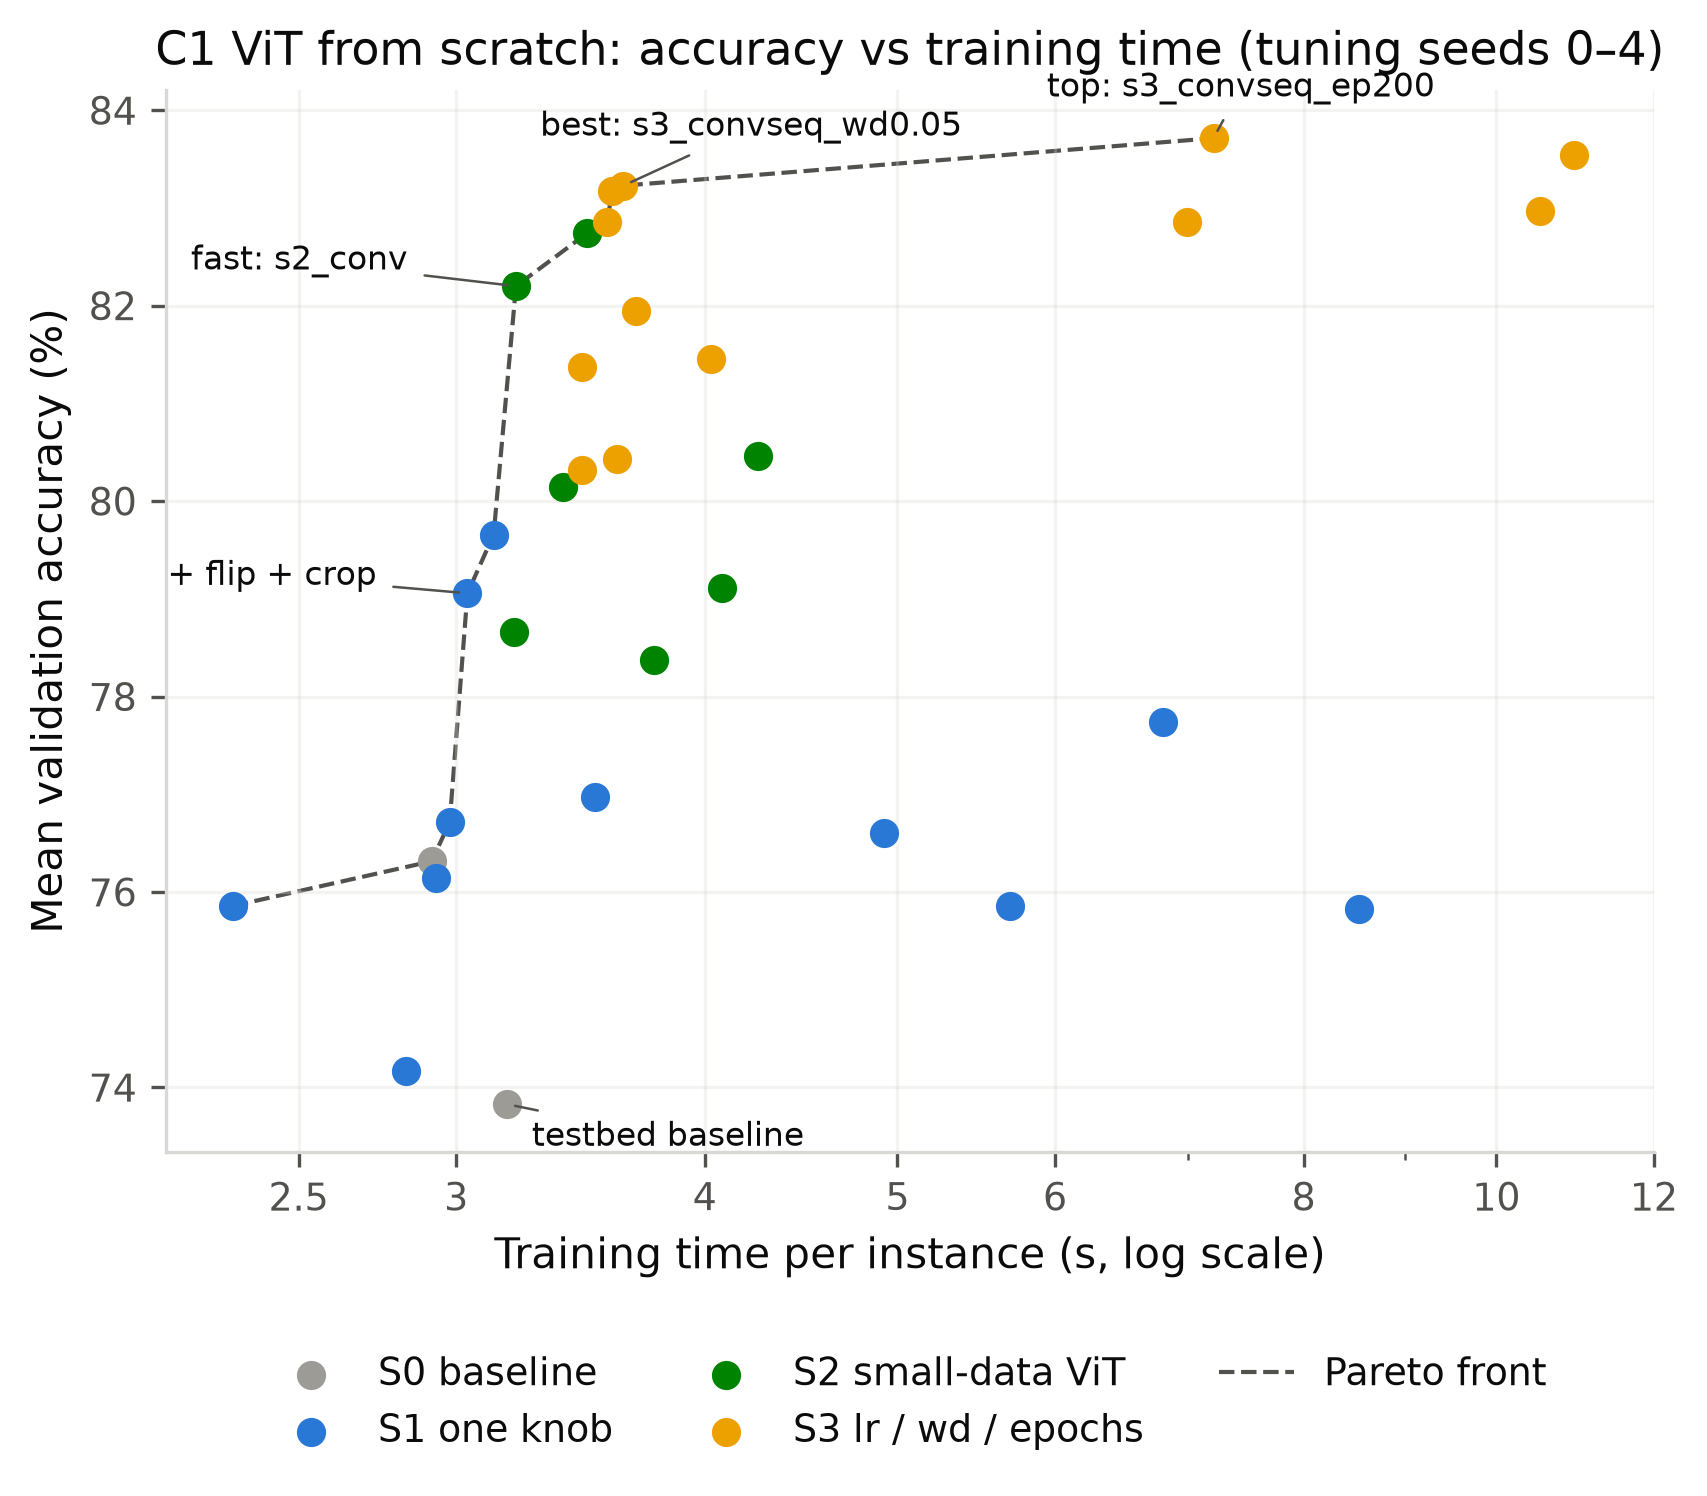 C1 ViT from scratch: accuracy vs training time (tuning seeds 0–4)
top: s3_convseq_ep200
best: s3_convseq_wd0.05
fast: s2_conv
+ flip + crop
testbed baseline
Mean validation accuracy (%)
84
82
80
78
76
74
2.5 3 4 5 6 8 10 12
Training time per instance (s, log scale)
S0 baseline
S1 one knob
S2 small-data ViT
S3 lr / wd / epochs
Pareto front